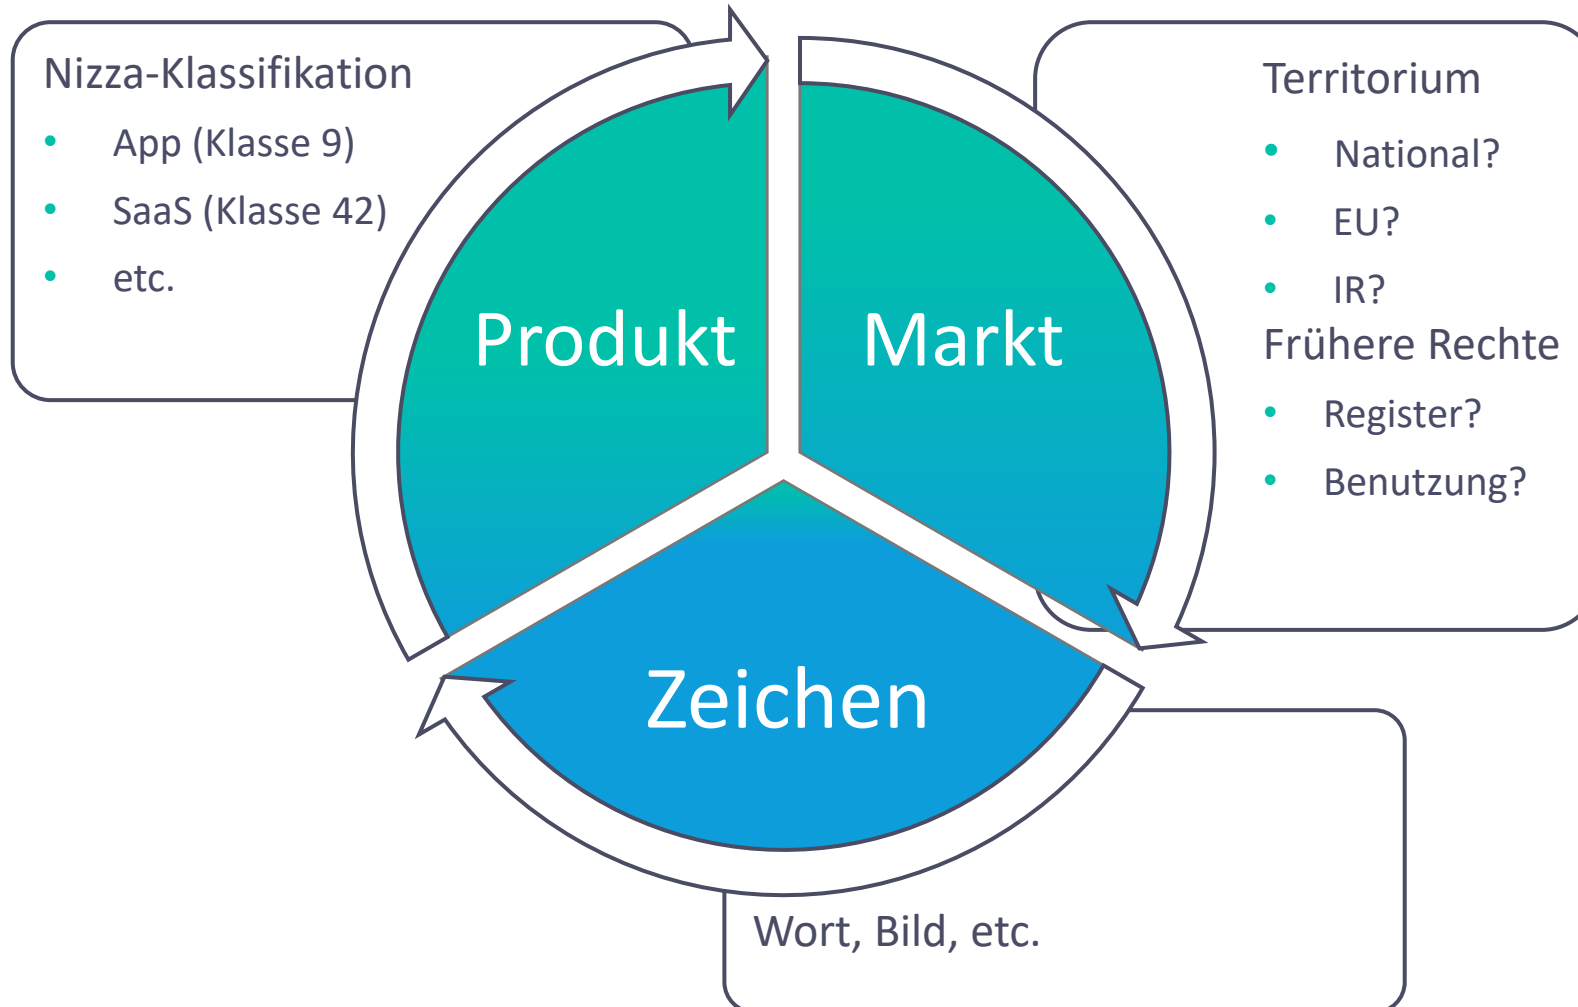 Nizza-Klassifikation
• App (Klasse 9)
• SaaS (Klasse 42)
• etc.
Produkt
Markt
Territorium
• National?
• EU?
• IR?
Frühere Rechte
• Register?
• Benutzung?
Zeichen
Wort, Bild, etc.